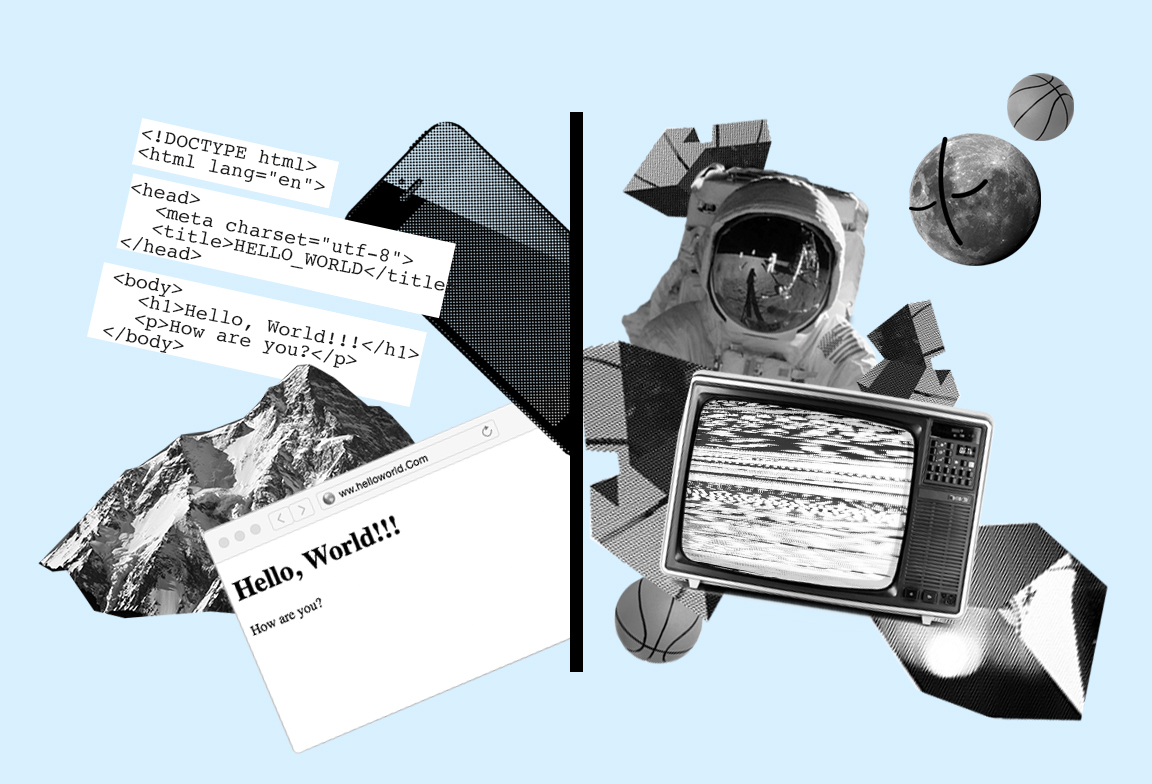 <!DOCTYPE html>
<html lang="en">
<head>
<meta charset="utf-8">
<title>HELLO_WORLD</title
</head>
<body>
<h1>Hello, World!!!</h1>
<p>How are you?</p>
</body>
ww.helloworld.Com
Hello, World!!!
How are you?